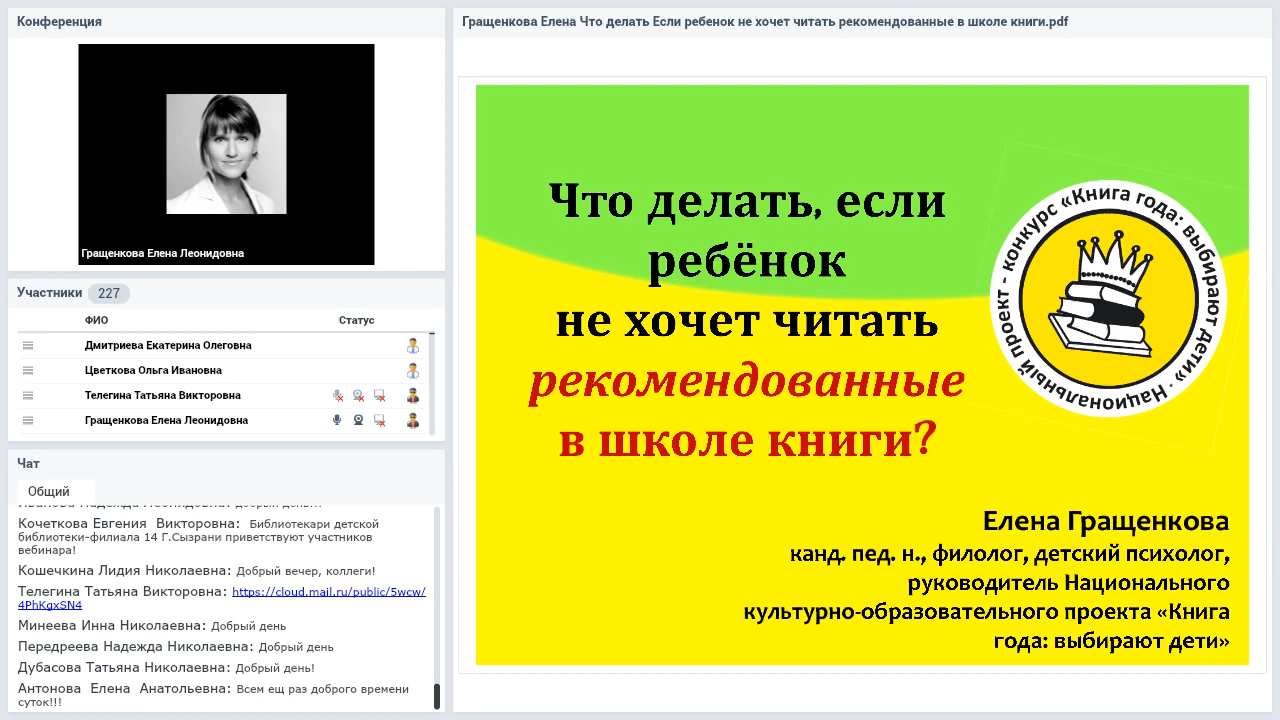 Конференция
Гращенкова Елена Леонидовна
Участники 227
ФИО Статус
Дмитриева Екатерина Олеговна
Цветкова Ольга Ивановна
Телегина Татьяна Викторовна
Гращенкова Елена Леонидовна
Чат
Общий
Иванова Надежда Леонидовна: Добрый день!!!
Кочеткова Евгения Викторовна: Библиотекари детской
библиотеки-филиала 14 Г.Сызрани приветствуют участников
вебинара!
Кошечкина Лидия Николаевна: Добрый вечер, коллеги!
Телегина Татьяна Викторовна: https://cloud.mail.ru/public/5wcw/
4PhKgxSN4
Минеева Инна Николаевна: Добрый день
Передреева Надежда Николаевна: Добрый день
Дубасова Татьяна Николаевна: Добрый день!
Антонова Елена Анатольевна: Всем ещ раз доброго времени
суток!!!
Гращенкова Елена Что делать Если ребенок не хочет читать рекомендованные в школе книги.pdf
Что делать, если
ребёнок
не хочет читать
рекомендованные
в школе книги?
Национальный проект - конкурс «Книга года: выбирают дети» ·
Елена Гращенкова
канд. пед. н., филолог, детский психолог,
руководитель Национального
культурно-образовательного проекта «Книга
года: выбирают дети»